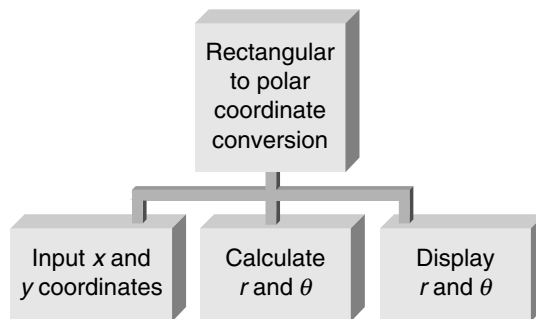 Rectangular
to polar
coordinate
conversion
Input x and
y coordinates
Calculate
r and θ
Display
r and θ